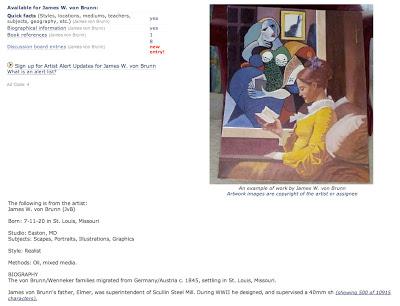 Available for James W. von Brunn:
Quick facts (Styles, locations, mediums, teachers, subjects, geography, etc.) (James von Brunn) yes
Biographical information (James von Brunn) yes
Book references (James von Brunn) 1
8
Discussion board entries (James von Brunn) new entry!
Sign up for Artist Alert Updates for James W. von Brunn
What is an alert list?
Ad Code: 4
An example of work by James W. von Brunn
Artwork images are copyright of the artist or assignee
The following is from the artist:
James W. von Brunn (JvB)
Born: 7-11-20 in St. Louis, Missouri
Studio: Easton, MD
Subjects: Scapes, Portraits, Illustrations, Graphics
Style: Realist
Methods: Oil, mixed media.
BIOGRAPHY
The von Brunn/Wenneker families migrated from Germany/Austria c. 1845, settling in St. Louis, Missouri.
James von Brunn's father, Elmer, was superintendent of Scullin Steel Mill. During WWII he designed, and supervised a 40mm sh (showing 500 of 10915
characters).